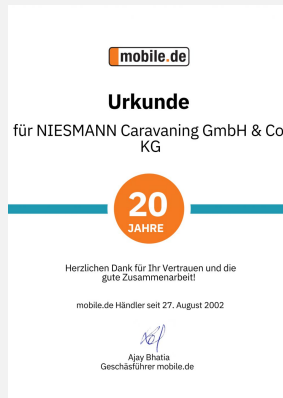 mobile.de
Urkunde
für NIESMANN Caravaning GmbH & Co
KG
20
JAHRE
Herzlichen Dank für Ihr Vertrauen und die
gute Zusammenarbeit!
mobile.de Händler seit 27. August 2002
Ajay Bhatia
Geschäsführer mobile.de